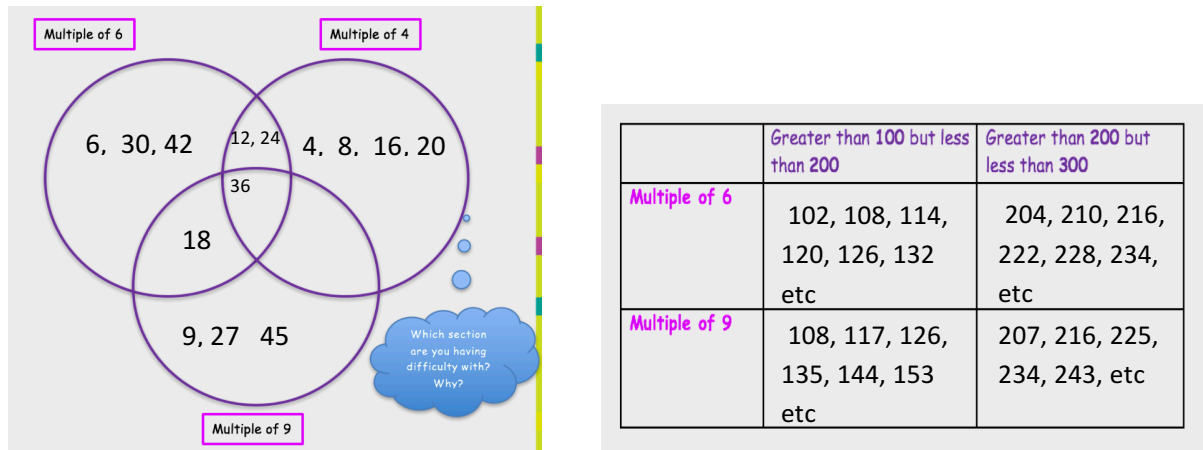 Multiple of 6
Multiple of 4
6, 30, 42
12, 24
4, 8, 16, 20
36
18
9, 27 45
Which section
are you having
difficulty with?
Why?
Multiple of 9
Greater than 100 but less
than 200
Greater than 200 but
less than 300
Multiple of 6
102, 108, 114,
120, 126, 132
etc
204, 210, 216,
222, 228, 234,
etc
Multiple of 9
108, 117, 126,
135, 144, 153
etc
207, 216, 225,
234, 243, etc